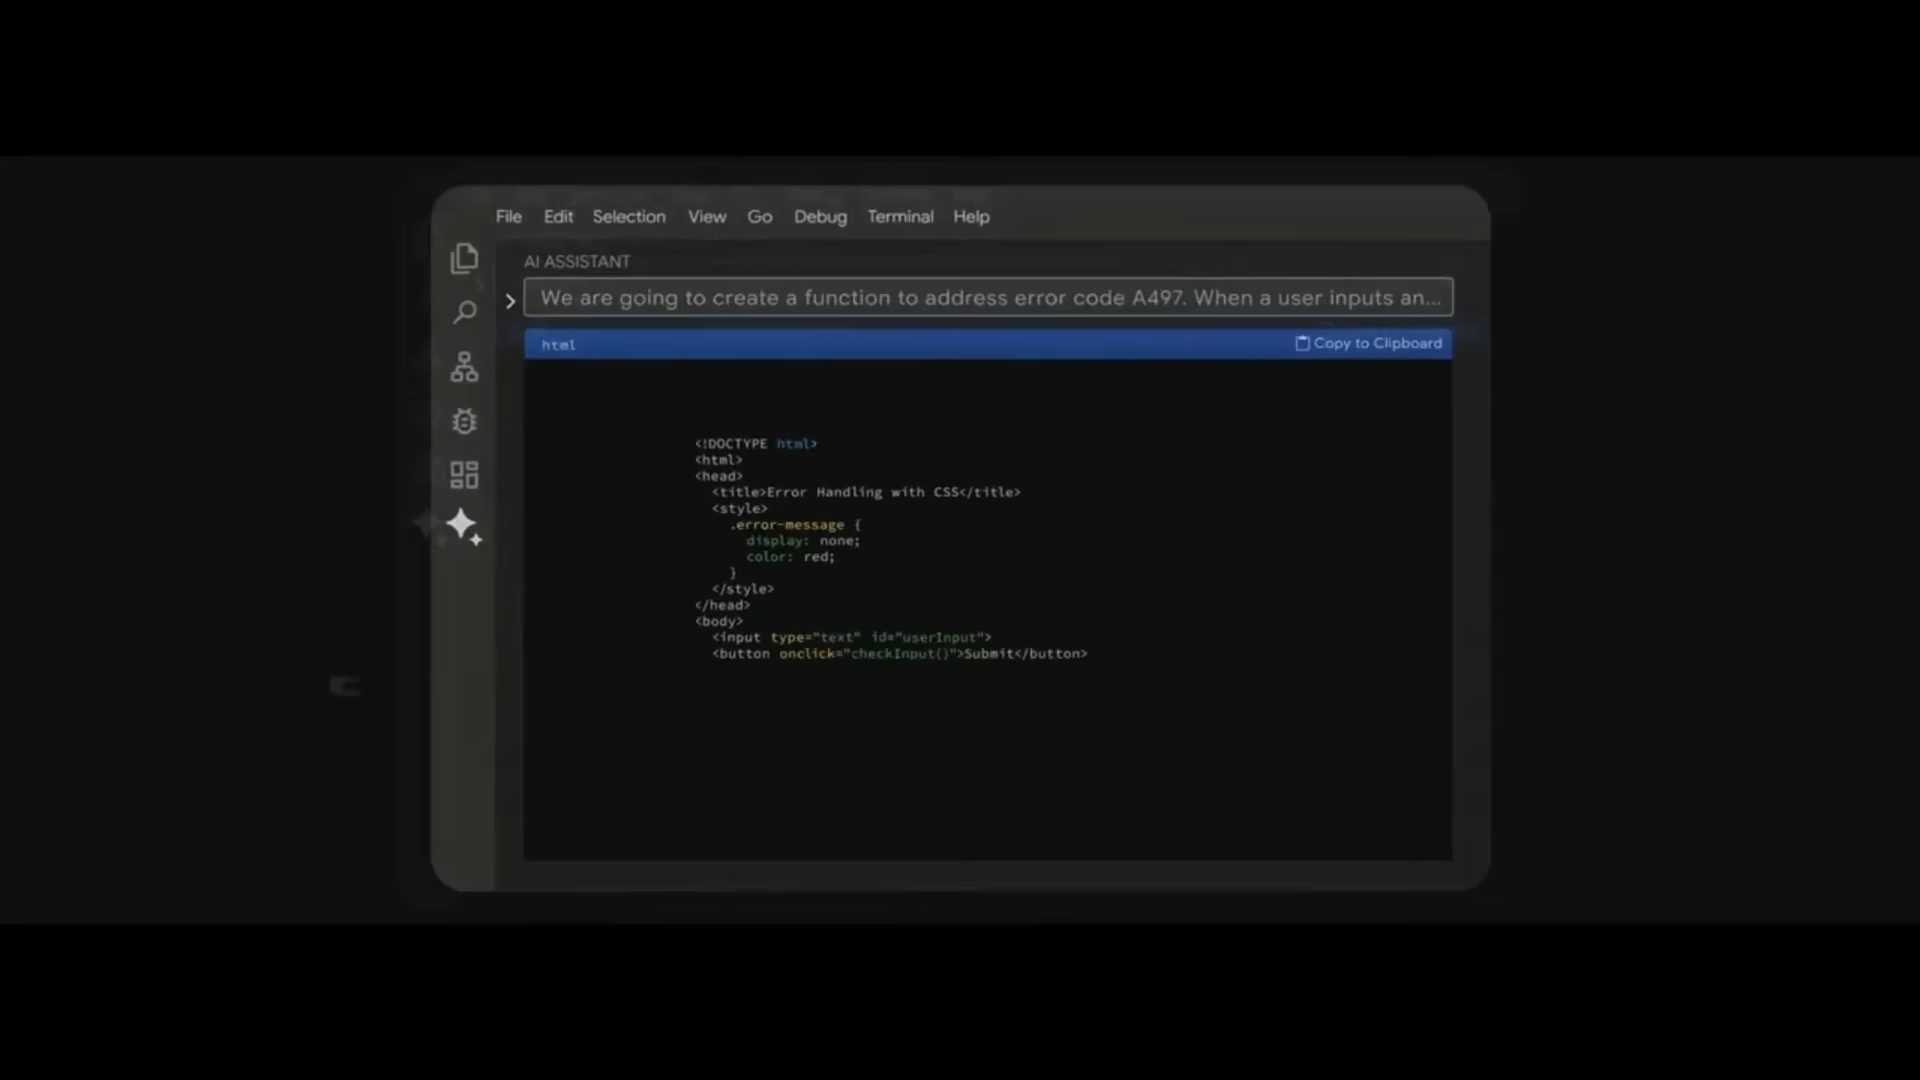 File Edit Selection View Go Debug Terminal Help
AI ASSISTANT
We are going to create a function to address error code A497. When a user inputs an...
html Copy to Clipboard
<!DOCTYPE html>
<html>
<head>
<title>Error Handling with CSS</title>
<style>
.error-message {
display: none;
color: red;
}
</style>
</head>
<body>
<input type="text" id="userInput">
<button onclick="checkInput()">Submit</button>